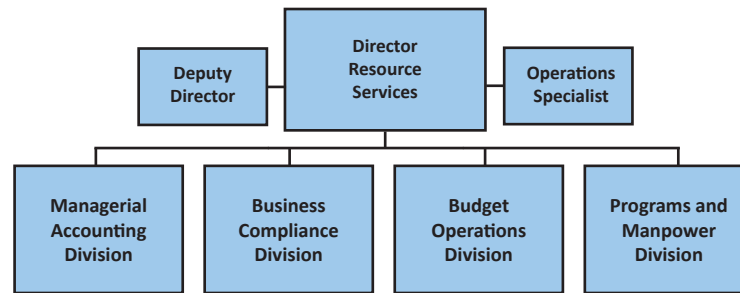 Director
Resource
Services
Deputy
Director
Operations
Specialist
Managerial
Accounting
Division
Business
Compliance
Division
Budget
Operations
Division
Programs and
Manpower
Division